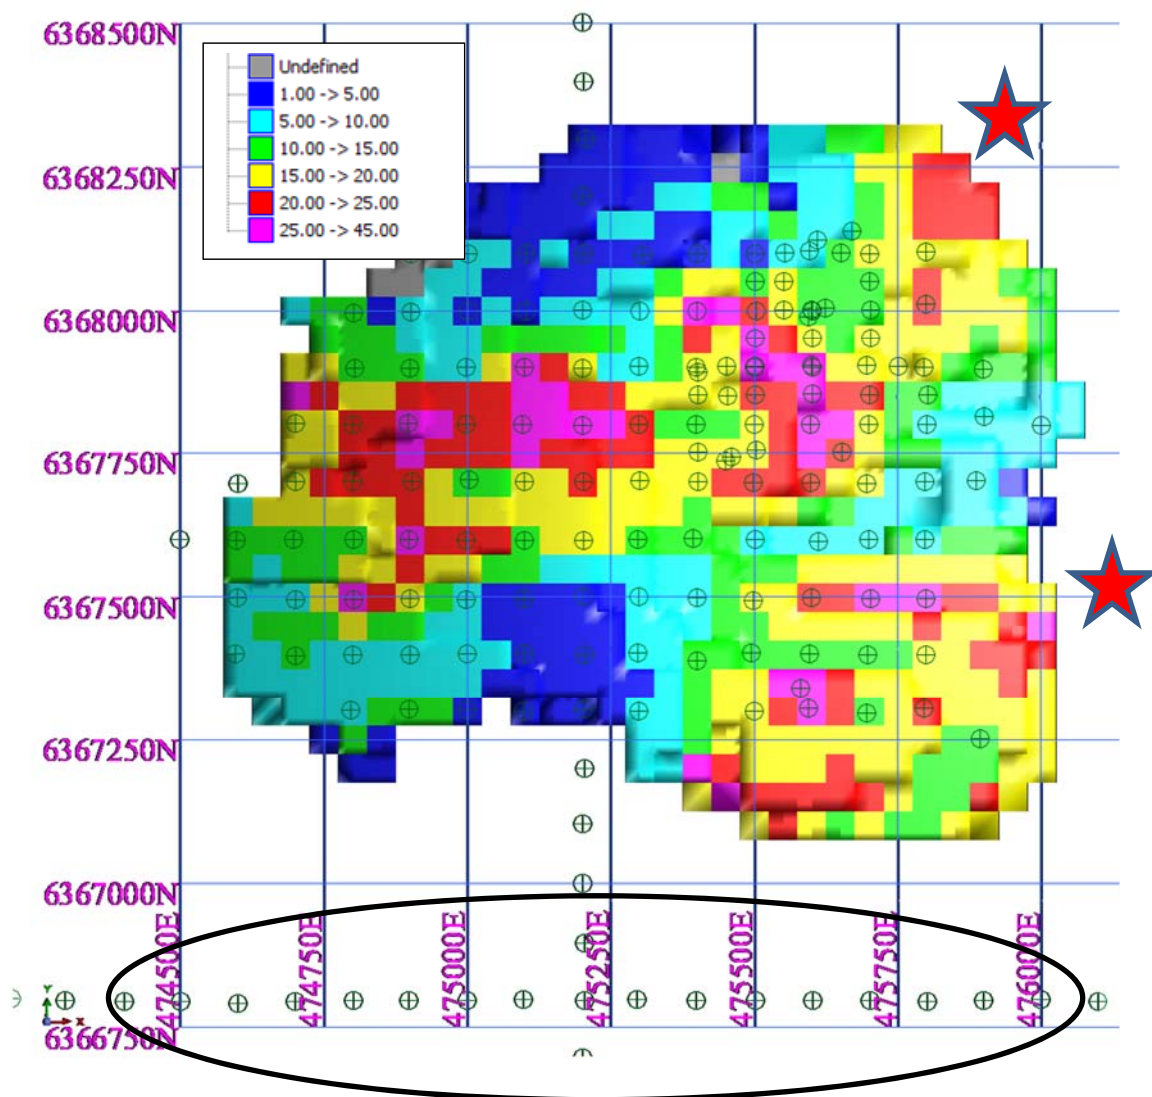 6368500N
Undefined
1.00 -> 5.00
5.00 -> 10.00
10.00 -> 15.00
15.00 -> 20.00
20.00 -> 25.00
25.00 -> 45.00
6368250N
6368000N
6367750N
6367500N
6367250N
6367000N
474500E
474750E
475000E
475250E
475500E
475750E
476000E
Y
X
6366750N